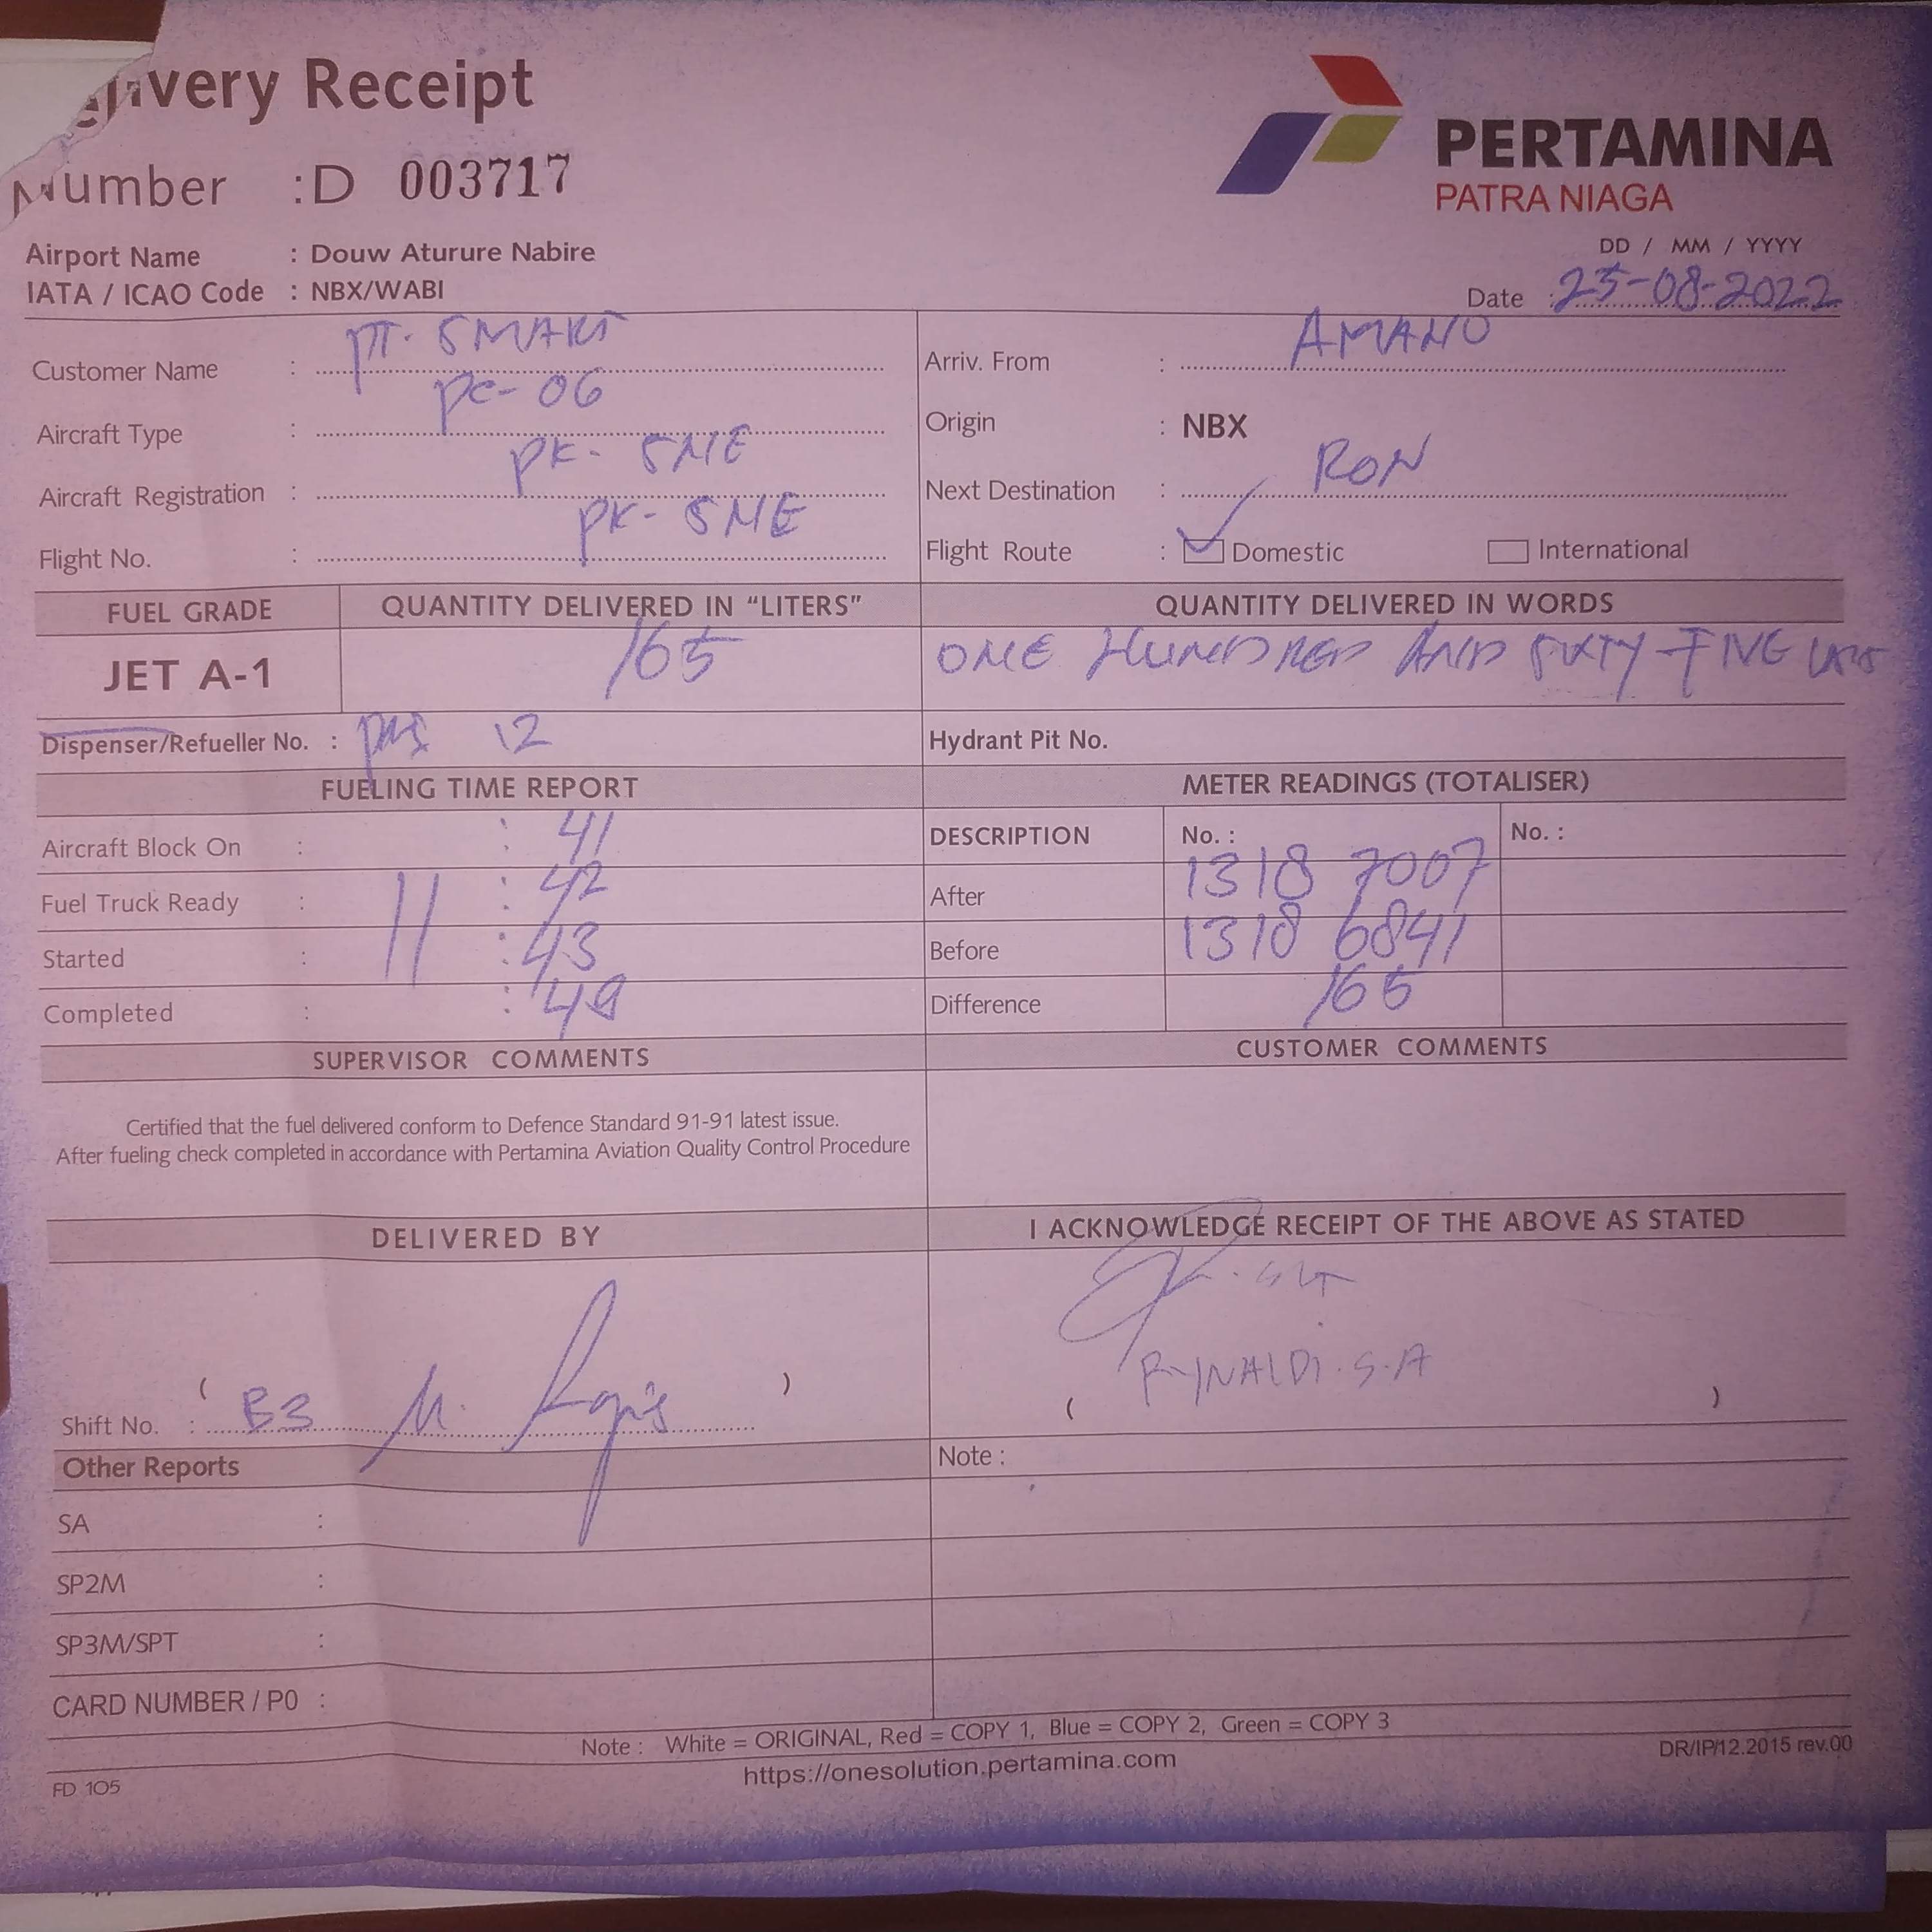 Delivery Receipt
Number : D 003717
PERTAMINA
PATRA NIAGA
Airport Name : Douw Aturure Nabire
IATA / ICAO Code : NBX/WABI
DD / MM / YYYY
Date : 25-08-2022
Customer Name : PT. SMART
Aircraft Type : PC-06
Aircraft Registration : PK-SNE
Flight No. : PK-SNE
Arriv. From : AMANO
Origin : NBX
Next Destination : RON
Flight Route : Domestic International
FUEL GRADE QUANTITY DELIVERED IN “LITERS” QUANTITY DELIVERED IN WORDS
JET A-1 165 ONE HUNDRED AND SIXTY FIVE
Dispenser/Refueller No. : 12 Hydrant Pit No.
FUELING TIME REPORT METER READINGS (TOTALISER)
Aircraft Block On : : 41 DESCRIPTION No. : No. :
Fuel Truck Ready : 11 : 42 After 1318 7007
Started : : 43 Before 1318 6841
Completed : : 49 Difference 165
SUPERVISOR COMMENTS CUSTOMER COMMENTS
Certified that the fuel delivered conform to Defence Standard 91-91 latest issue.
After fueling check completed in accordance with Pertamina Aviation Quality Control Procedure
DELIVERED BY I ACKNOWLEDGE RECEIPT OF THE ABOVE AS STATED
RYNALDI.S.A
( ) ( )
Shift No. : B3 M.
Other Reports Note :
SA :
SP2M :
SP3M/SPT :
CARD NUMBER / P0 :
Note : White = ORIGINAL, Red = COPY 1, Blue = COPY 2, Green = COPY 3
https://onesolution.pertamina.com
FD 105 DR/IP/12.2015 rev.00